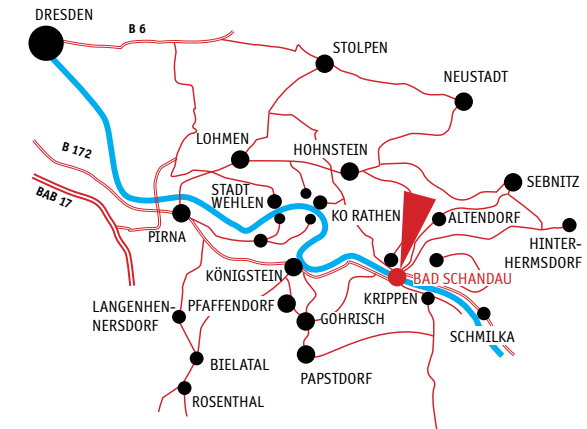 DRESDEN
B 6
STOLPEN
NEUSTADT
LOHMEN
HOHNSTEIN
B 172
BAB 17
SEBNITZ
STADT
WEHLEN
KO RATHEN
ALTENDORF
PIRNA
HINTER-
HERMSDORF
KÖNIGSTEIN
BAD SCHANDAU
LANGENHEN-
NERSDORF
PFAFFENDORF
KRIPPEN
GOHRISCH
SCHMILKA
BIELATAL
PAPSTDORF
ROSENTHAL